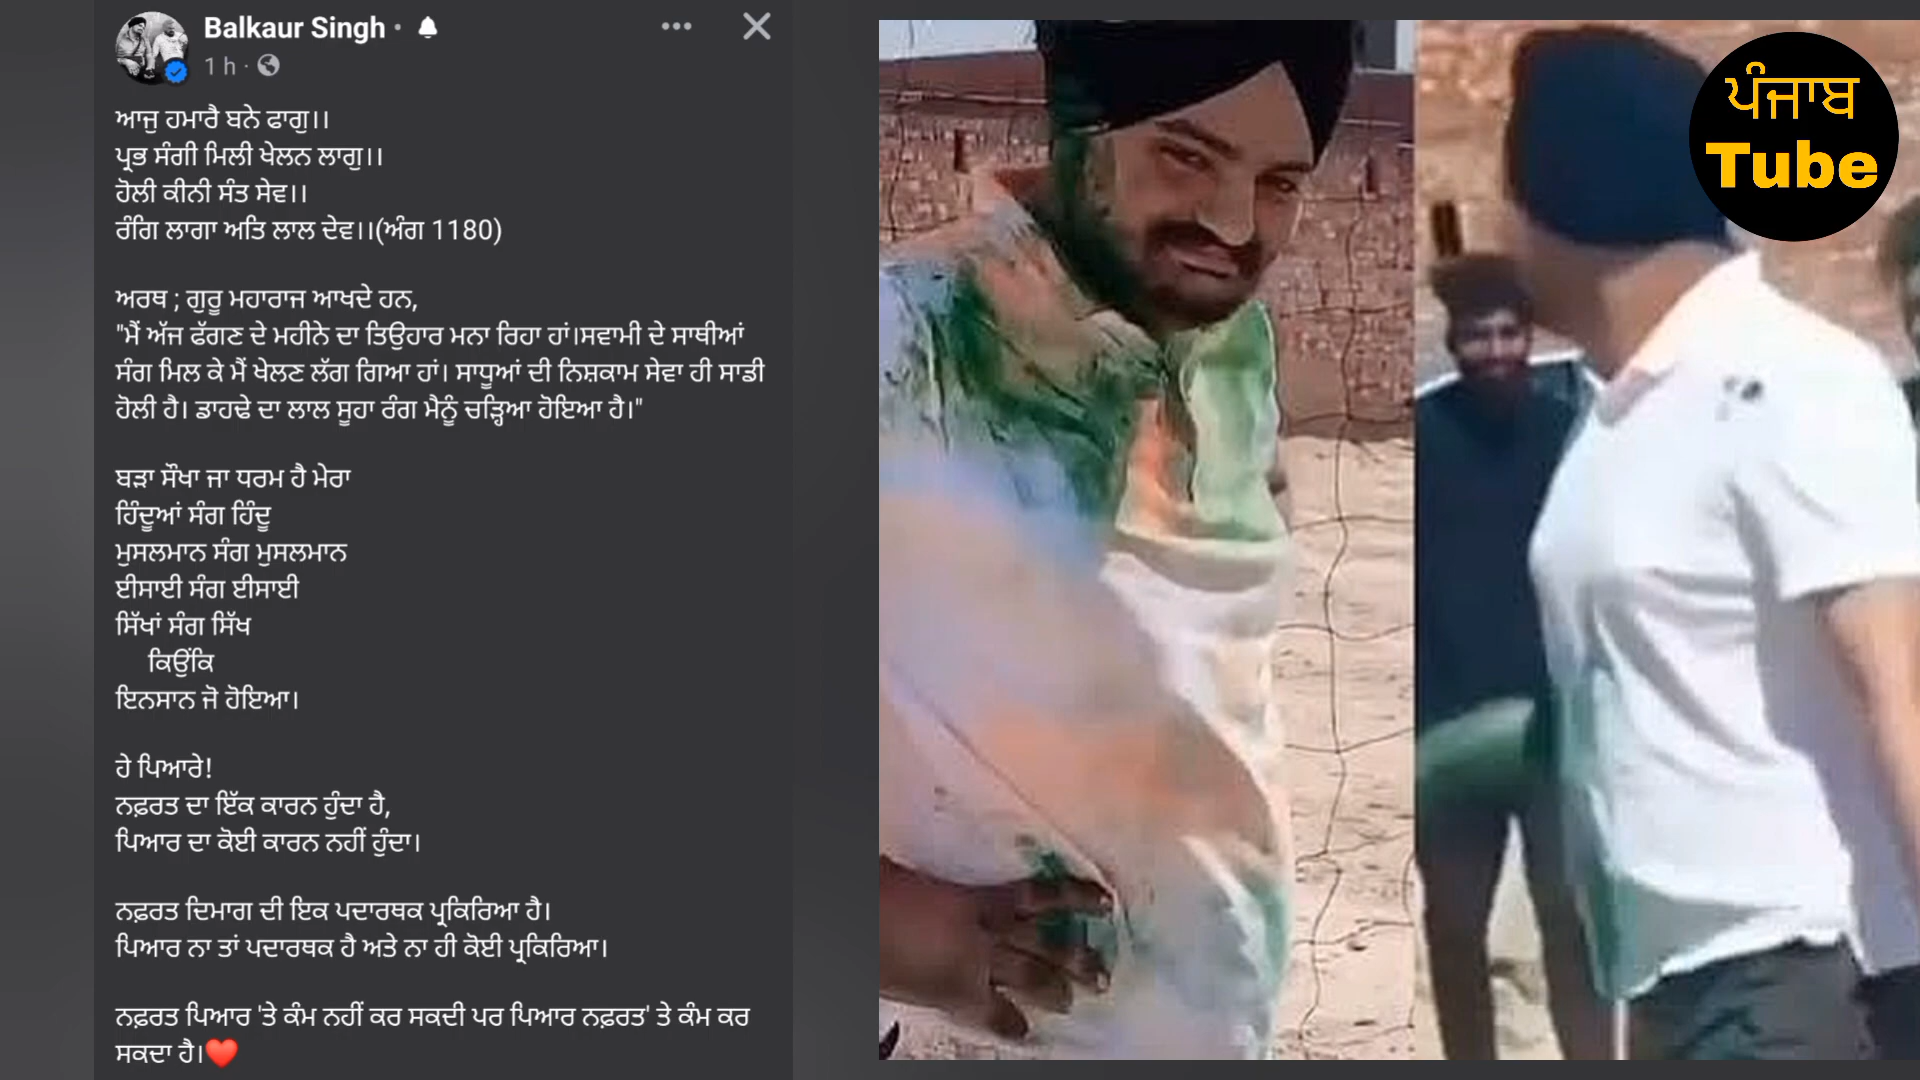 Balkaur Singh
1 h
ਆਜੁ ਹਮਾਰੈ ਬਨੇ ਫਾਗੁ।।
ਪ੍ਰਭ ਸੰਗੀ ਮਿਲੀ ਖੇਲਨ ਲਾਗੁ।।
ਹੋਲੀ ਕੀਨੀ ਸੰਤ ਸੇਵ।।
ਰੰਗਿ ਲਾਗਾ ਅਤਿ ਲਾਲ ਦੇਵ।।(ਅੰਗ 1180)
ਅਰਥ ; ਗੁਰੂ ਮਹਾਰਾਜ ਆਖਦੇ ਹਨ,
"ਮੈਂ ਅੱਜ ਫੱਗਣ ਦੇ ਮਹੀਨੇ ਦਾ ਤਿਉਹਾਰ ਮਨਾ ਰਿਹਾ ਹਾਂ।ਸਵਾਮੀ ਦੇ ਸਾਥੀਆਂ
ਸੰਗ ਮਿਲ ਕੇ ਮੈਂ ਖੇਲਣ ਲੱਗ ਗਿਆ ਹਾਂ। ਸਾਧੂਆਂ ਦੀ ਨਿਸ਼ਕਾਮ ਸੇਵਾ ਹੀ ਸਾਡੀ
ਹੋਲੀ ਹੈ। ਡਾਹਢੇ ਦਾ ਲਾਲ ਸੂਹਾ ਰੰਗ ਮੈਨੂੰ ਚੜ੍ਹਿਆ ਹੋਇਆ ਹੈ।"
ਬੜਾ ਸੌਖਾ ਜਾ ਧਰਮ ਹੈ ਮੇਰਾ
ਹਿੰਦੂਆਂ ਸੰਗ ਹਿੰਦੂ
ਮੁਸਲਮਾਨ ਸੰਗ ਮੁਸਲਮਾਨ
ਈਸਾਈ ਸੰਗ ਈਸਾਈ
ਸਿੱਖਾਂ ਸੰਗ ਸਿੱਖ
ਕਿਉਂਕਿ
ਇਨਸਾਨ ਜੋ ਹੋਇਆ।
ਹੇ ਪਿਆਰੇ!
ਨਫ਼ਰਤ ਦਾ ਇੱਕ ਕਾਰਨ ਹੁੰਦਾ ਹੈ,
ਪਿਆਰ ਦਾ ਕੋਈ ਕਾਰਨ ਨਹੀਂ ਹੁੰਦਾ।
ਨਫ਼ਰਤ ਦਿਮਾਗ ਦੀ ਇਕ ਪਦਾਰਥਕ ਪ੍ਰਕਿਰਿਆ ਹੈ।
ਪਿਆਰ ਨਾ ਤਾਂ ਪਦਾਰਥਕ ਹੈ ਅਤੇ ਨਾ ਹੀ ਕੋਈ ਪ੍ਰਕਿਰਿਆ।
ਨਫ਼ਰਤ ਪਿਆਰ 'ਤੇ ਕੰਮ ਨਹੀਂ ਕਰ ਸਕਦੀ ਪਰ ਪਿਆਰ ਨਫ਼ਰਤ' ਤੇ ਕੰਮ ਕਰ
ਸਕਦਾ ਹੈ।❤️
ਪੰਜਾਬ
Tube